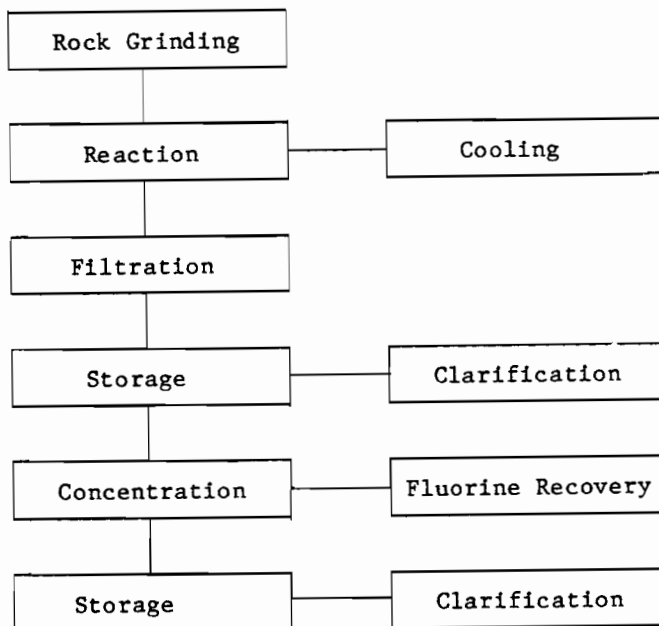 Rock Grinding
Reaction
Cooling
Filtration
Storage
Clarification
Concentration
Fluorine Recovery
Storage
Clarification